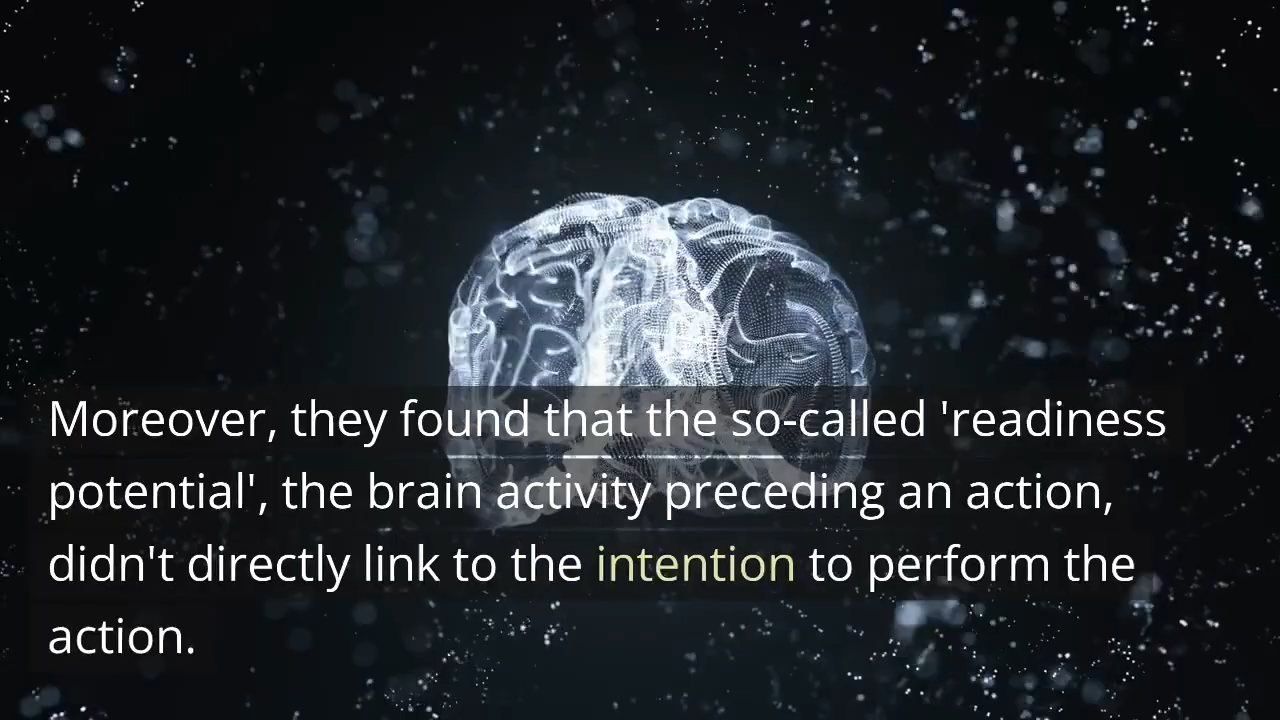 Moreover, they found that the so-called 'readiness
potential', the brain activity preceding an action,
didn't directly link to the intention to perform the
action.